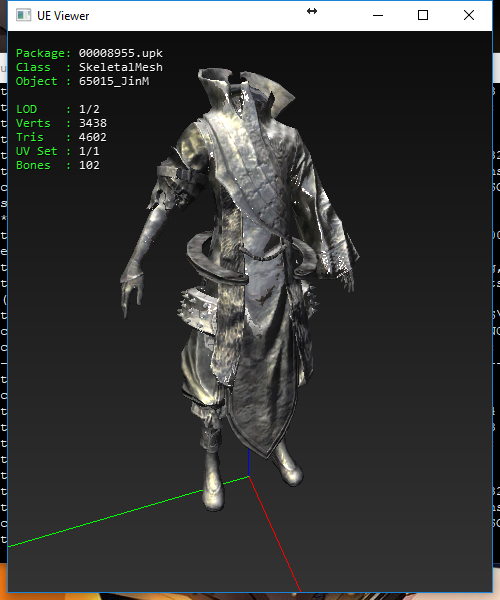 UE Viewer
Package: 00008955.upk
Class : SkeletalMesh
Object : 65015_JinM
LOD : 1/2
Verts : 3438
Tris : 4602
UV Set : 1/1
Bones : 102